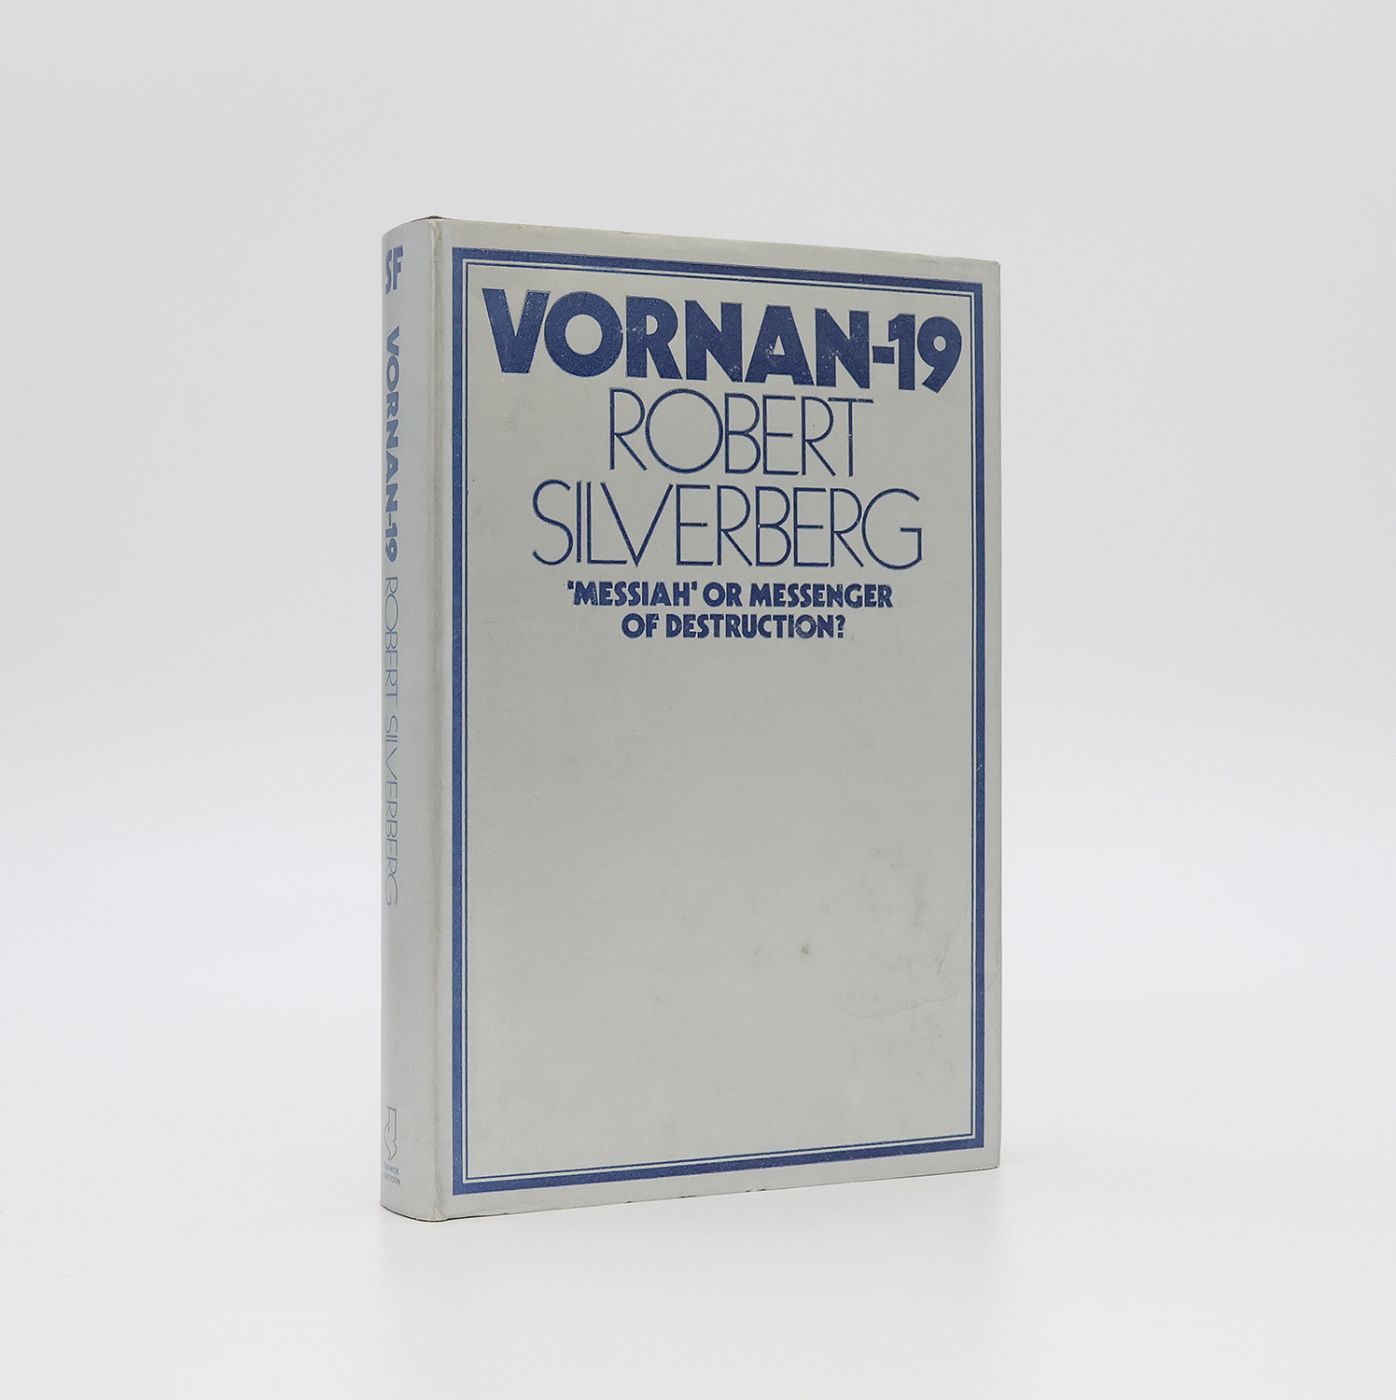 SF
VORNAN-19 ROBERT SILVERBERG
VORNAN-19
ROBERT
SILVERBERG
'MESSIAH' OR MESSENGER
OF DESTRUCTION?